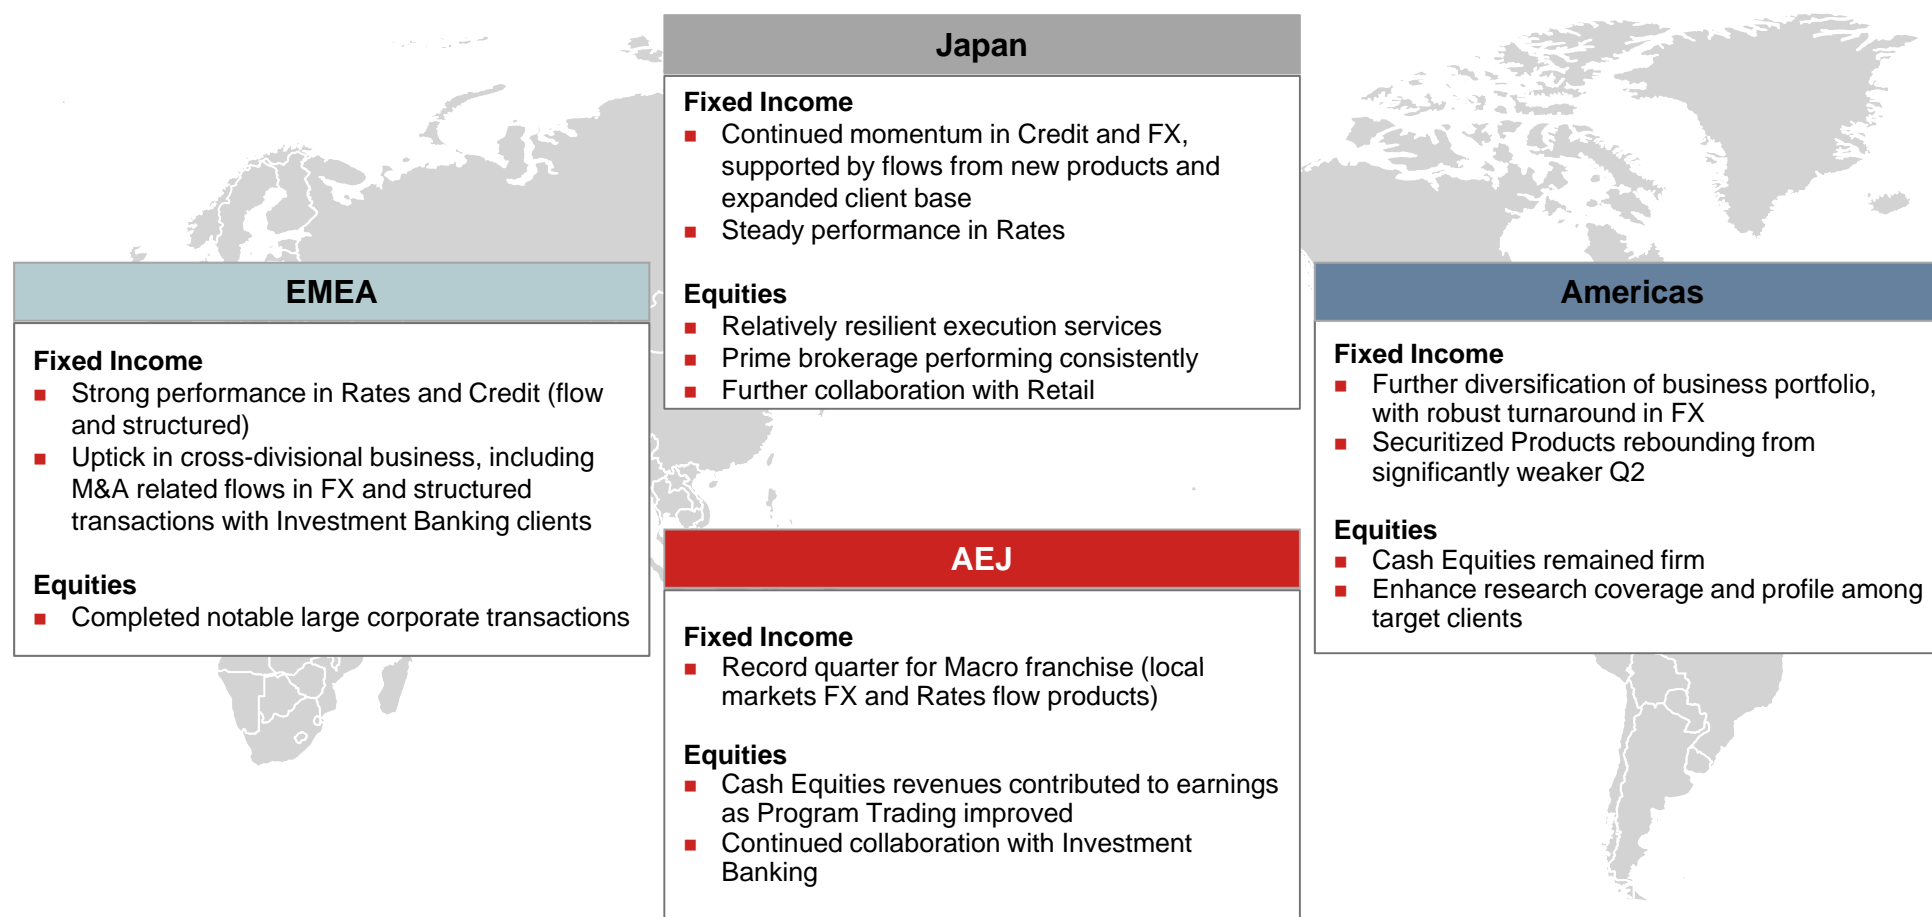 Japan
Fixed Income
Continued momentum in Credit and FX,
supported by flows from new products and
expanded client base
Steady performance in Rates
Equities
Relatively resilient execution services
Prime brokerage performing consistently
Further collaboration with Retail
EMEA
Fixed Income
Strong performance in Rates and Credit (flow
and structured)
Uptick in cross-divisional business, including
M&A related flows in FX and structured
transactions with Investment Banking clients
Equities
Completed notable large corporate transactions
AEJ
Fixed Income
Record quarter for Macro franchise (local
markets FX and Rates flow products)
Equities
Cash Equities revenues contributed to earnings
as Program Trading improved
Continued collaboration with Investment
Banking
Americas
Fixed Income
Further diversification of business portfolio,
with robust turnaround in FX
Securitized Products rebounding from
significantly weaker Q2
Equities
Cash Equities remained firm
Enhance research coverage and profile among
target clients